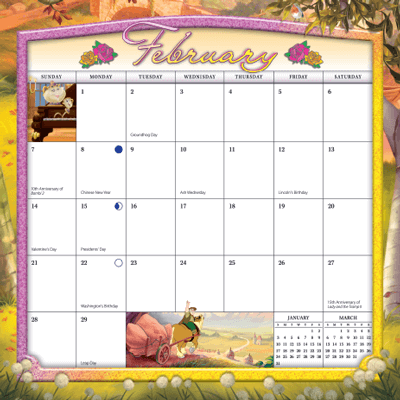 February
SUNDAY MONDAY TUESDAY WEDNESDAY THURSDAY FRIDAY SATURDAY
1 2 3 4 5 6
Groundhog Day
7 8 9 10 11 12 13
10th Anniversary of
Chinese New Year Ash Wednesday Lincoln's Birthday
14 15 16 17 18 19 20
Valentine's Day Presidents' Day
21 22 23 24 25 26 27
Washington's Birthday
55th Anniversary of
Lady and the Tramp II
28 29
Leap Day
JANUARY MARCH
S M T W T F S S M T W T F S
1 2 1 2 3 4 5
3 4 5 6 7 8 9 6 7 8 9 10 11 12
10 11 12 13 14 15 16 13 14 15 16 17 18 19
17 18 19 20 21 22 23 20 21 22 23 24 25 26
24 25 26 27 28 29 30 27 28 29 30 31
31